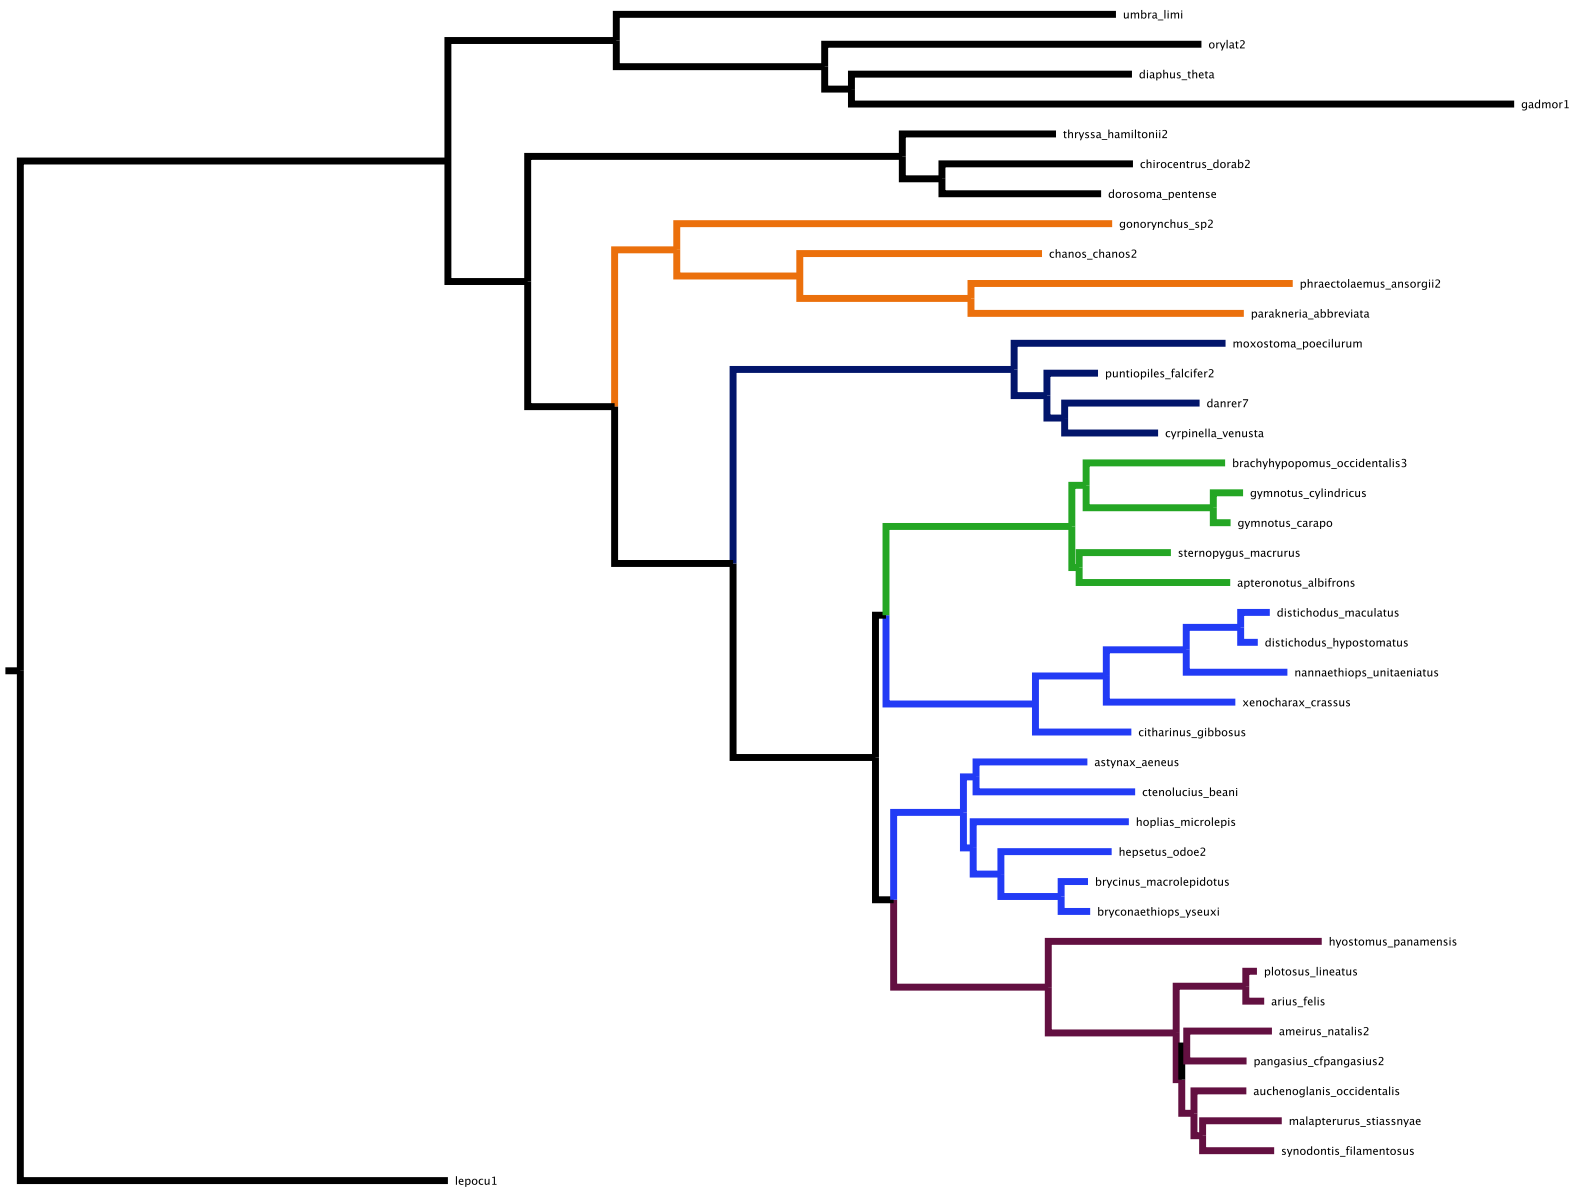 umbra_limi
orylat2
diaphus_theta
gadmor1
thryssa_hamiltonii2
chirocentrus_dorab2
dorosoma_pentense
gonorynchus_sp2
chanos_chanos2
phraectolaemus_ansorgii2
parakneria_abbreviata
moxostoma_poecilurum
puntiopiles_falcifer2
danrer7
cyrpinella_venusta
brachyhypopomus_occidentalis3
gymnotus_cylindricus
gymnotus_carapo
sternopygus_macrurus
apteronotus_albifrons
distichodus_maculatus
distichodus_hypostomatus
nannaethiops_unitaeniatus
xenocharax_crassus
citharinus_gibbosus
astynax_aeneus
ctenolucius_beani
hoplias_microlepis
hepsetus_odoe2
brycinus_macrolepidotus
bryconaethiops_yseuxi
hyostomus_panamensis
plotosus_lineatus
arius_felis
ameirus_natalis2
pangasius_cfpangasius2
auchenoglanis_occidentalis
malapterurus_stiassnyae
synodontis_filamentosus
lepocu1